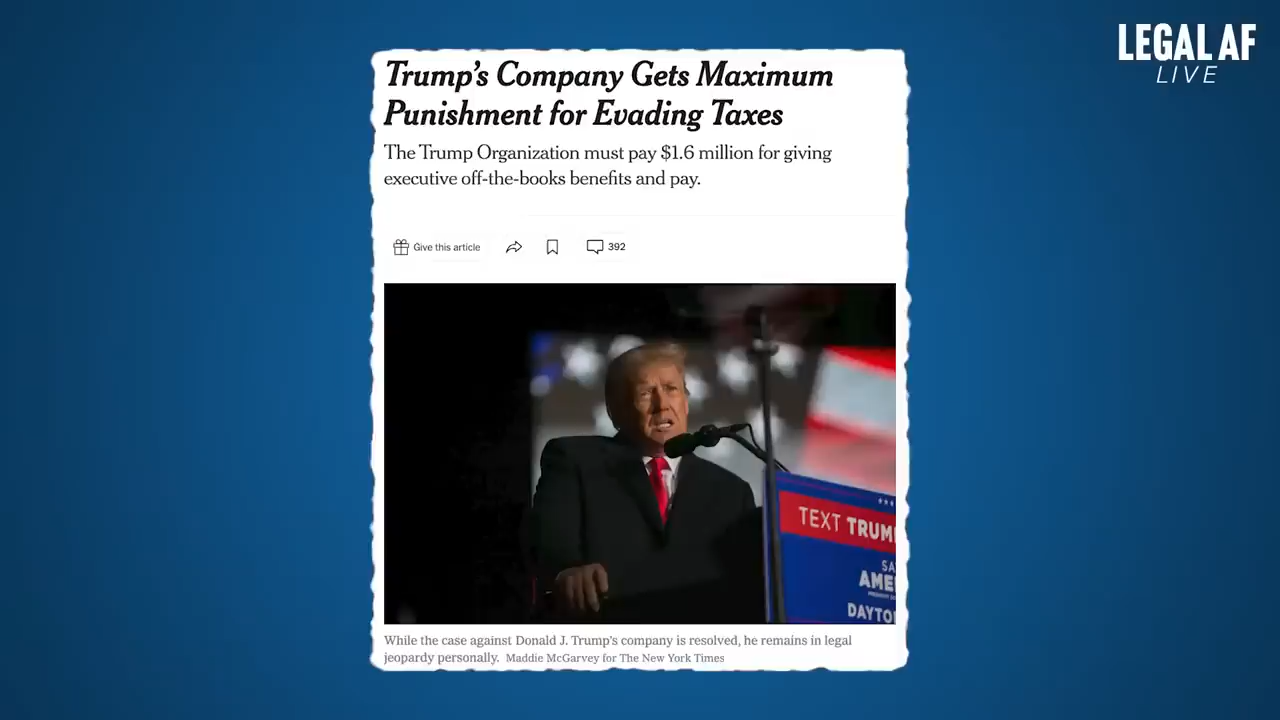 LEGAL AF
LIVE
Trump's Company Gets Maximum
Punishment for Evading Taxes
The Trump Organization must pay $1.6 million for giving
executive off-the-books benefits and pay.
Give this article
392
TEXT TRUM
SA
AME
DAYTO
While the case against Donald J. Trump's company is resolved, he remains in legal
jeopardy personally. Maddie McGarvey for The New York Times